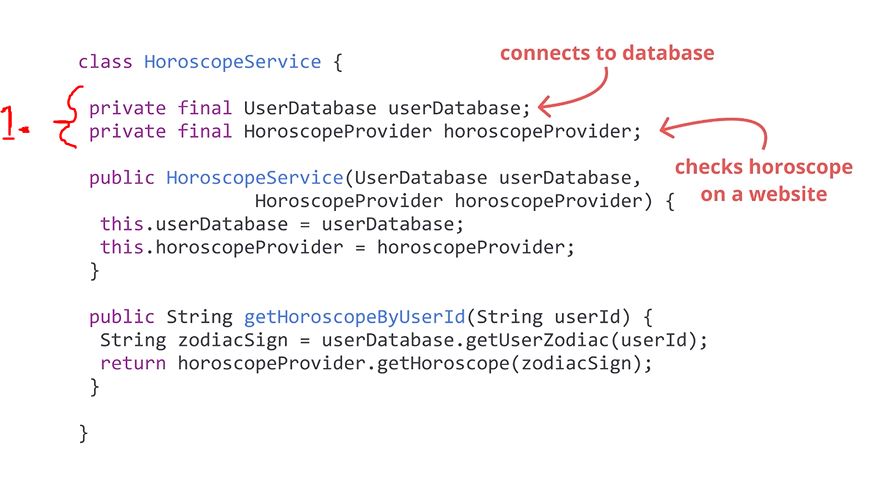 connects to database
class HoroscopeService {
1.
private final UserDatabase userDatabase;
private final HoroscopeProvider horoscopeProvider;
checks horoscope
on a website
public HoroscopeService(UserDatabase userDatabase,
HoroscopeProvider horoscopeProvider) {
this.userDatabase = userDatabase;
this.horoscopeProvider = horoscopeProvider;
}
public String getHoroscopeByUserId(String userId) {
String zodiacSign = userDatabase.getUserZodiac(userId);
return horoscopeProvider.getHoroscope(zodiacSign);
}
}